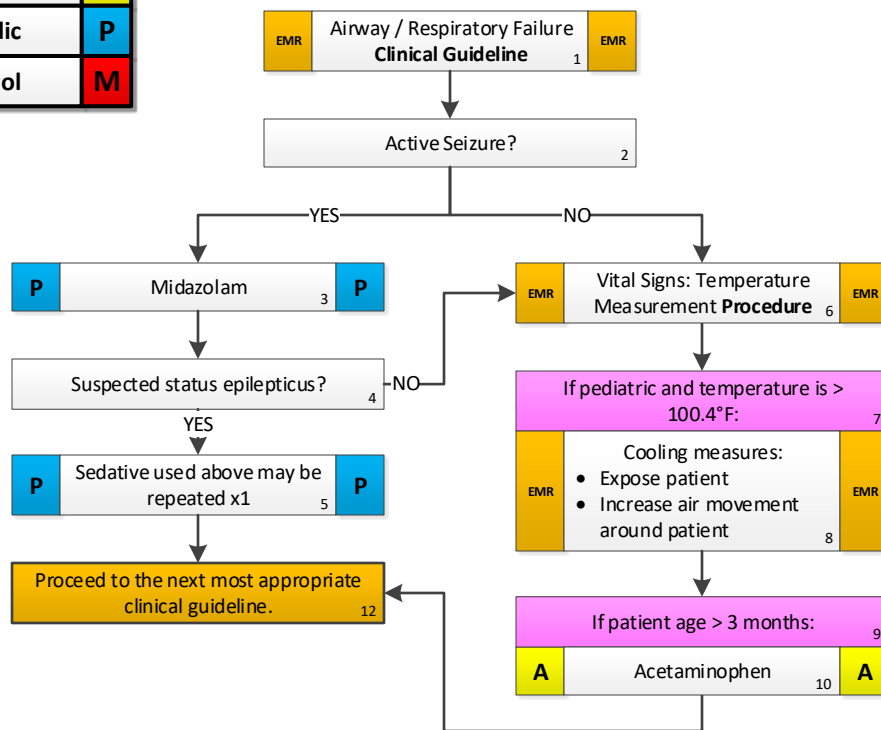 P
M
EMR
Airway / Respiratory Failure
Clinical Guideline
1
EMR
Active Seizure?
2
YES
NO
P
Midazolam
3
P
EMR
Vital Signs: Temperature
Measurement Procedure
6
EMR
Suspected status epilepticus?
4
NO
YES
If pediatric and temperature is >
100.4°F:
7
P
Sedative used above may be
repeated x1
5
P
EMR
Cooling measures:
• Expose patient
• Increase air movement
around patient
8
EMR
Proceed to the next most appropriate
clinical guideline.
12
If patient age > 3 months:
9
A
Acetaminophen
10
A